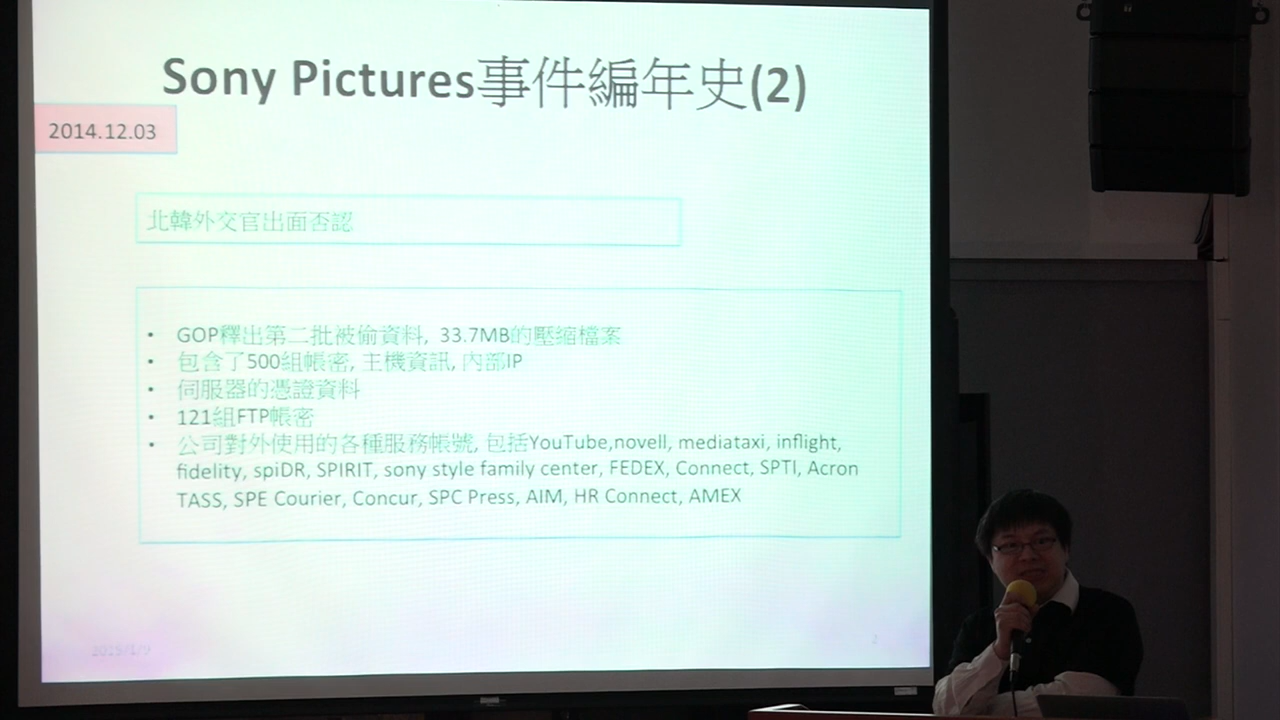 Sony Pictures事件編年史(2)
2014.12.03
北韓外交官出面否認
• GOP釋出第二批被偷資料, 33.7MB的壓縮檔案
• 包含了500組帳密, 主機資訊, 內部IP
• 伺服器的憑證資料
• 121組FTP帳密
• 公司對外使用的各種服務帳號, 包括YouTube,novell, mediataxi, inflight,
fidelity, spiDR, SPIRIT, sony style family center, FEDEX, Connect, SPTI, Acron
TASS, SPE Courier, Concur, SPC Press, AIM, HR Connect, AMEX
2